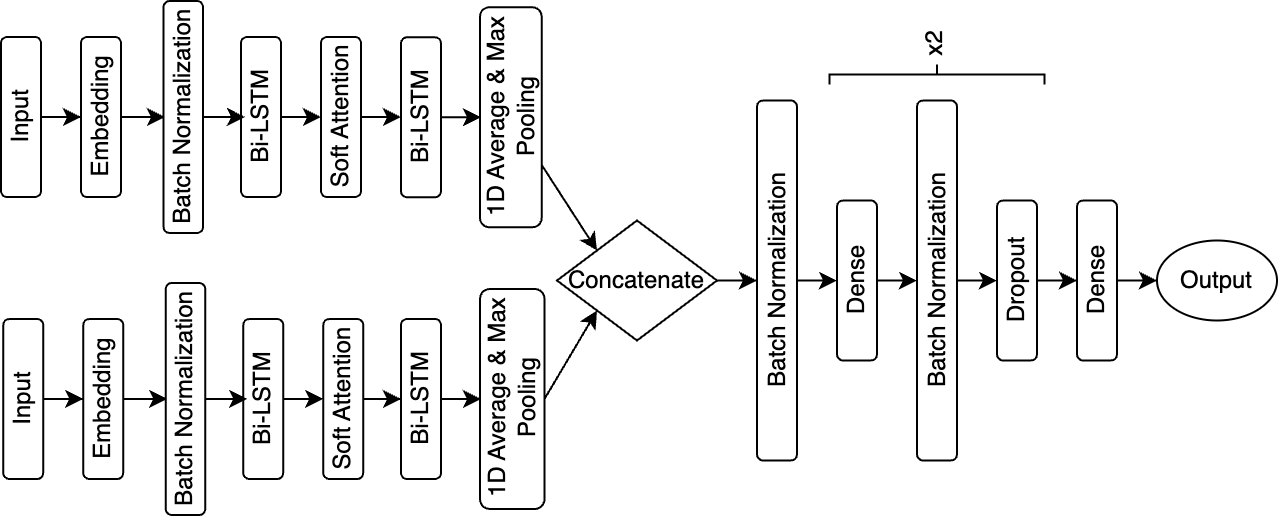 Input
Embedding
Batch Normalization
Bi-LSTM
Soft Attention
Bi-LSTM
1D Average & Max
Pooling
Input
Embedding
Batch Normalization
Bi-LSTM
Soft Attention
Bi-LSTM
1D Average & Max
Pooling
Concatenate
Batch Normalization
x2
Dense
Batch Normalization
Dropout
Dense
Output